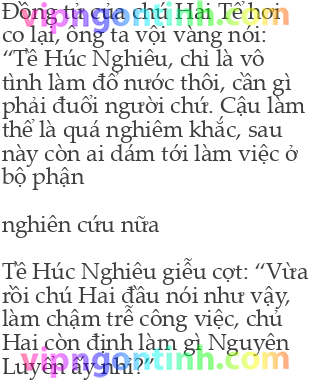 Đồng tử của chú Hai Tề hơi
co lại, ông ta vội vàng nói:
“Tề Húc Nghiêu, chỉ là vô
tình làm đổ nước thôi, cần gì
phải đuổi người chứ. Cậu làm
thế là quá nghiêm khắc, sau
này còn ai dám tới làm việc ở
bộ phận
nghiên cứu nữa
Tề Húc Nghiêu giễu cợt: “Vừa
rồi chú Hai đâu nói như vậy,
làm chậm trễ công việc, chú
Hai còn định làm gì Nguyên
Luyến ấy nhỉ?”
vipngontinh.com
vipngontinh.com